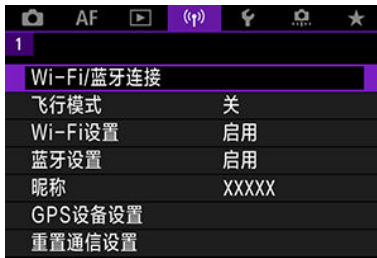 AF
1
Wi-Fi/蓝牙连接
飞行模式 关
Wi-Fi设置 启用
蓝牙设置 启用
昵称 XXXXX
GPS设备设置
重置通信设置